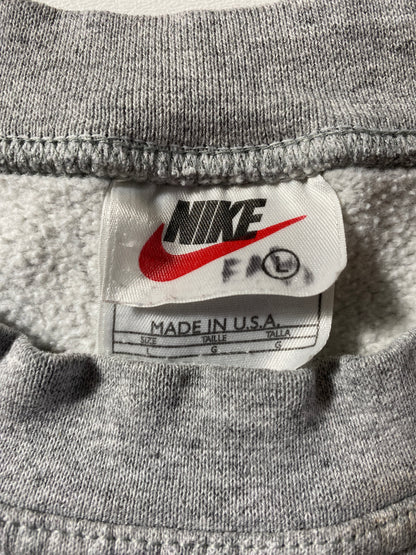 NIKE
L
MADE IN U.S.A.
SIZE TAILLE TALLA
L G G